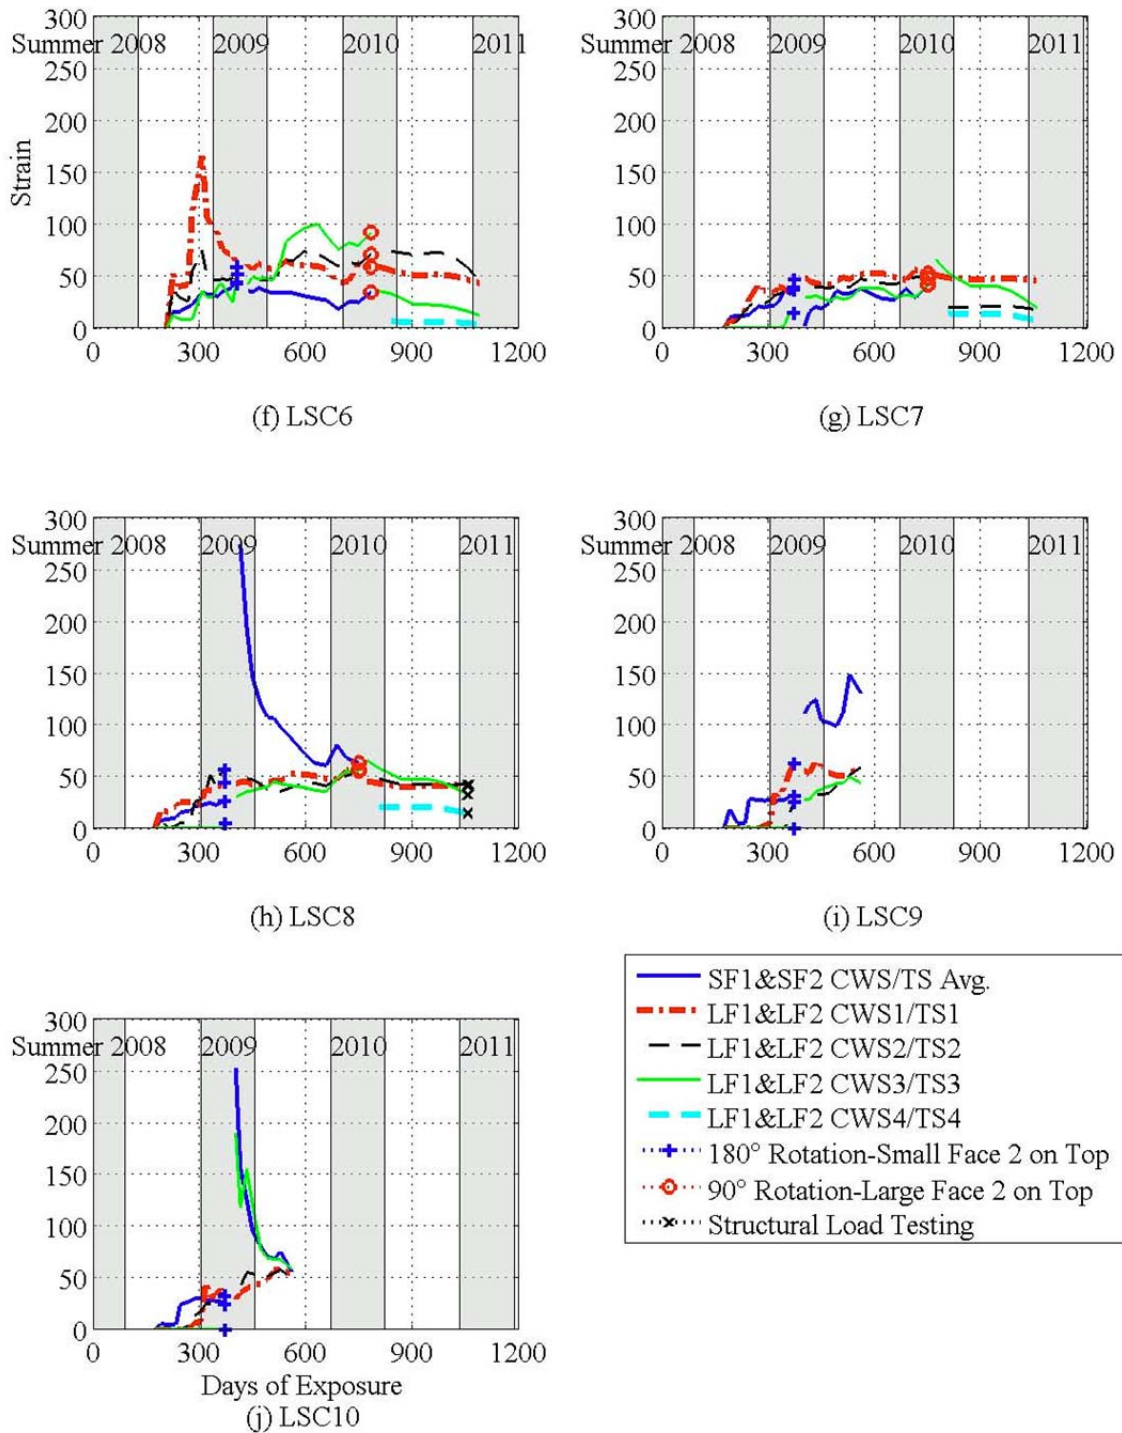 300
Summer 2008 2009 2010 2011
250
200
150
100
50
0
0 300 600 900 1200
Strain
(f) LSC6
300
Summer 2008 2009 2010 2011
250
200
150
100
50
0
0 300 600 900 1200
(g) LSC7
300
Summer 2008 2009 2010 2011
250
200
150
100
50
0
0 300 600 900 1200
(h) LSC8
300
Summer 2008 2009 2010 2011
250
200
150
100
50
0
0 300 600 900 1200
(i) LSC9
300
Summer 2008 2009 2010 2011
250
200
150
100
50
0
0 300 600 900 1200
Days of Exposure
(j) LSC10
SF1&SF2 CWS/TS Avg.
LF1&LF2 CWS1/TS1
LF1&LF2 CWS2/TS2
LF1&LF2 CWS3/TS3
LF1&LF2 CWS4/TS4
180° Rotation-Small Face 2 on Top
90° Rotation-Large Face 2 on Top
Structural Load Testing